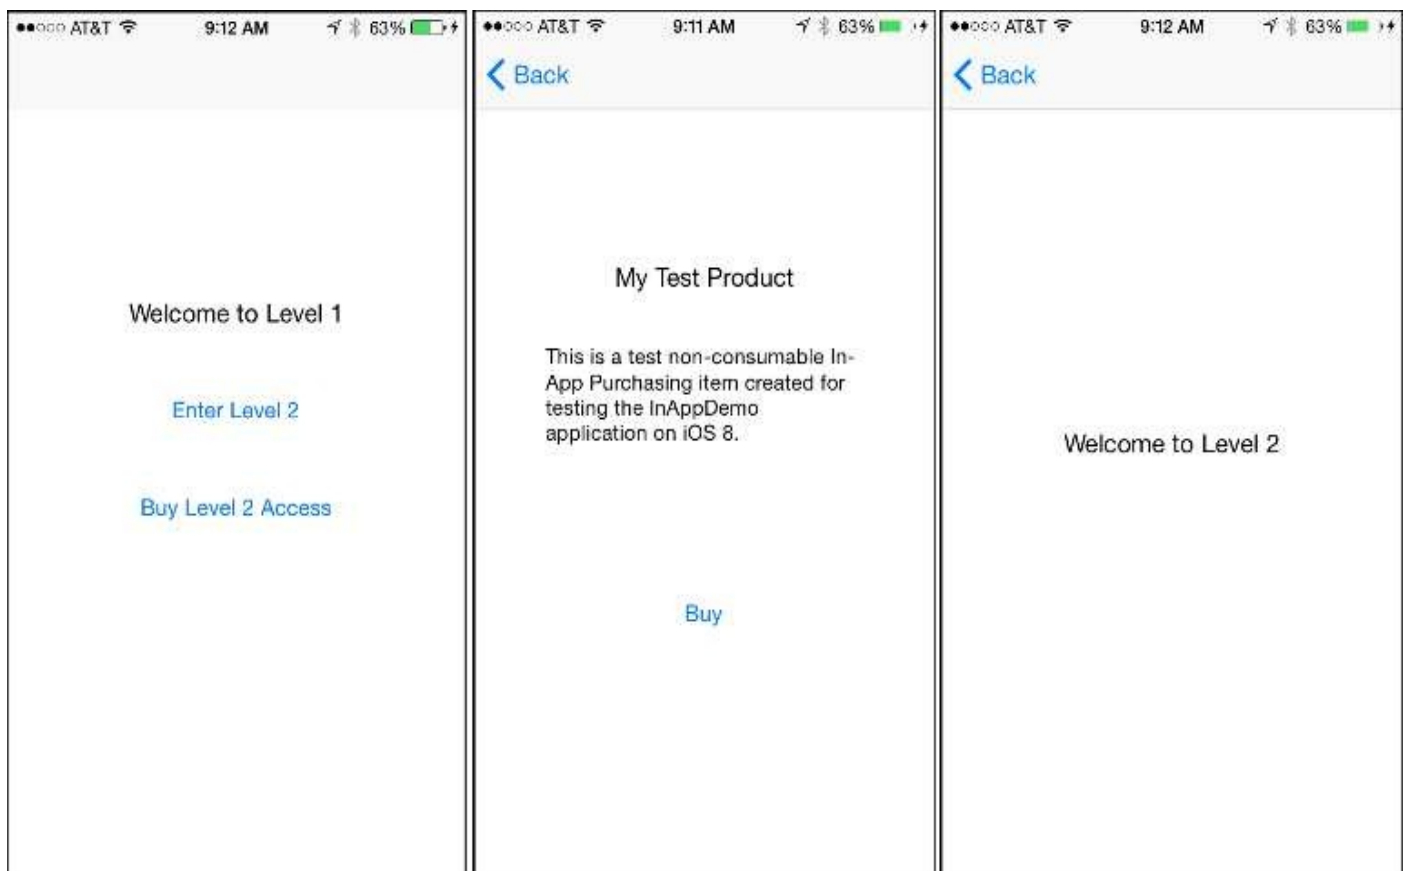 AT&T 9:12 AM 63%
Welcome to Level 1
Enter Level 2
Buy Level 2 Access
AT&T 9:11 AM 63%
Back
My Test Product
This is a test non-consumable In-
App Purchasing item created for
testing the InAppDemo
application on iOS 8.
Buy
AT&T 9:12 AM 63%
Back
Welcome to Level 2